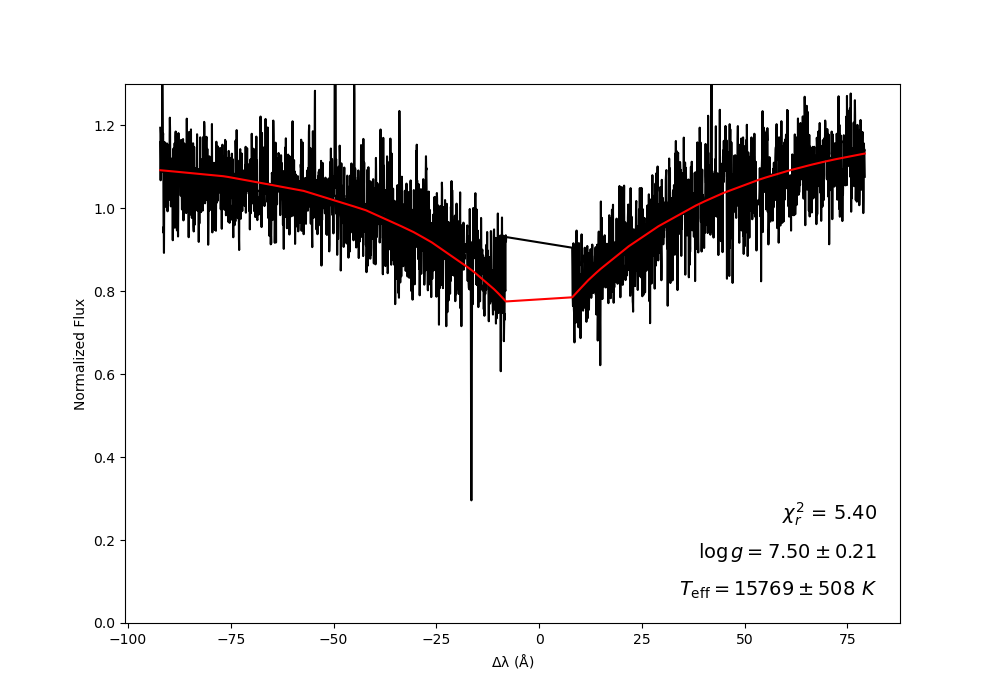 Normalized Flux
1.2
1.0
0.8
0.6
0.4
0.2
0.0
χ²ᵣ = 5.40
log g = 7.50 ± 0.21
T_eff = 15769 ± 508 K
−100 −75 −50 −25 0 25 50 75
Δλ (Å)